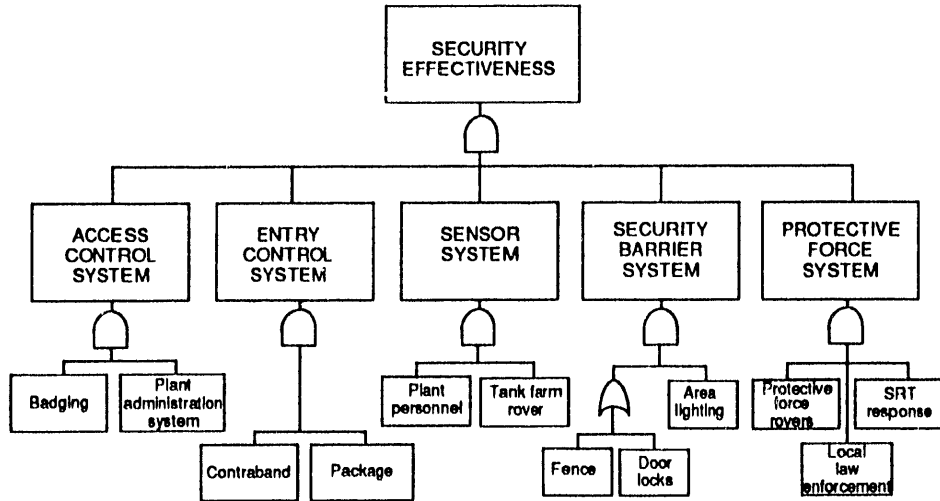 SECURITY
EFFECTIVENESS
ACCESS
CONTROL
SYSTEM
ENTRY
CONTROL
SYSTEM
SENSOR
SYSTEM
SECURITY
BARRIER
SYSTEM
PROTECTIVE
FORCE
SYSTEM
Badging
Plant
administration
system
Contraband
Package
Plant
personnel
Tank farm
rover
Fence
Door
locks
Area
lighting
Protective
force
rovers
Local
law
enforcement
SRT
response